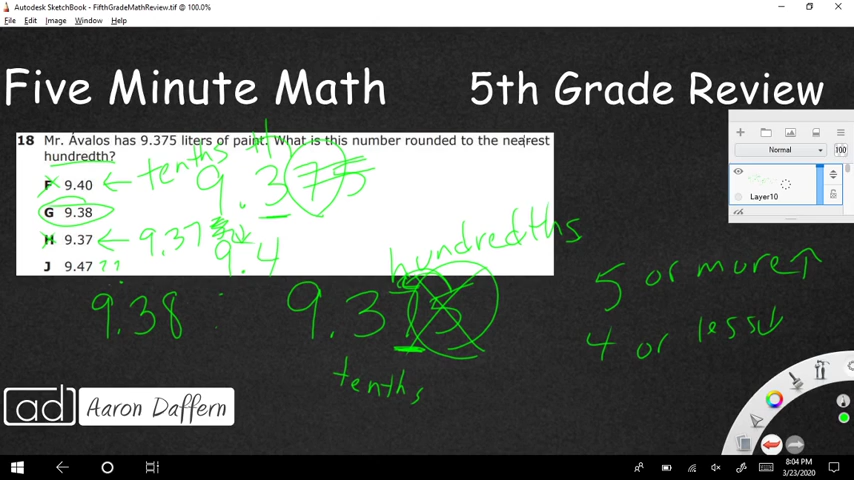 Autodesk SketchBook - FifthGradeMathReview.tif @ 100.0%
File Edit Image Window Help
Five Minute Math 5th Grade Review
18 Mr. Avalos has 9.375 liters of paint. What is this number rounded to the nearest
hundredth?
F 9.40
G 9.38
H 9.37
J 9.47
tenths
9.375
9.37
9.4
??
hundredths
9.38
9.375
tenths
5 or more
4 or less
Normal
100
Layer10
ad Aaron Daffern
8:04 PM
3/23/2020